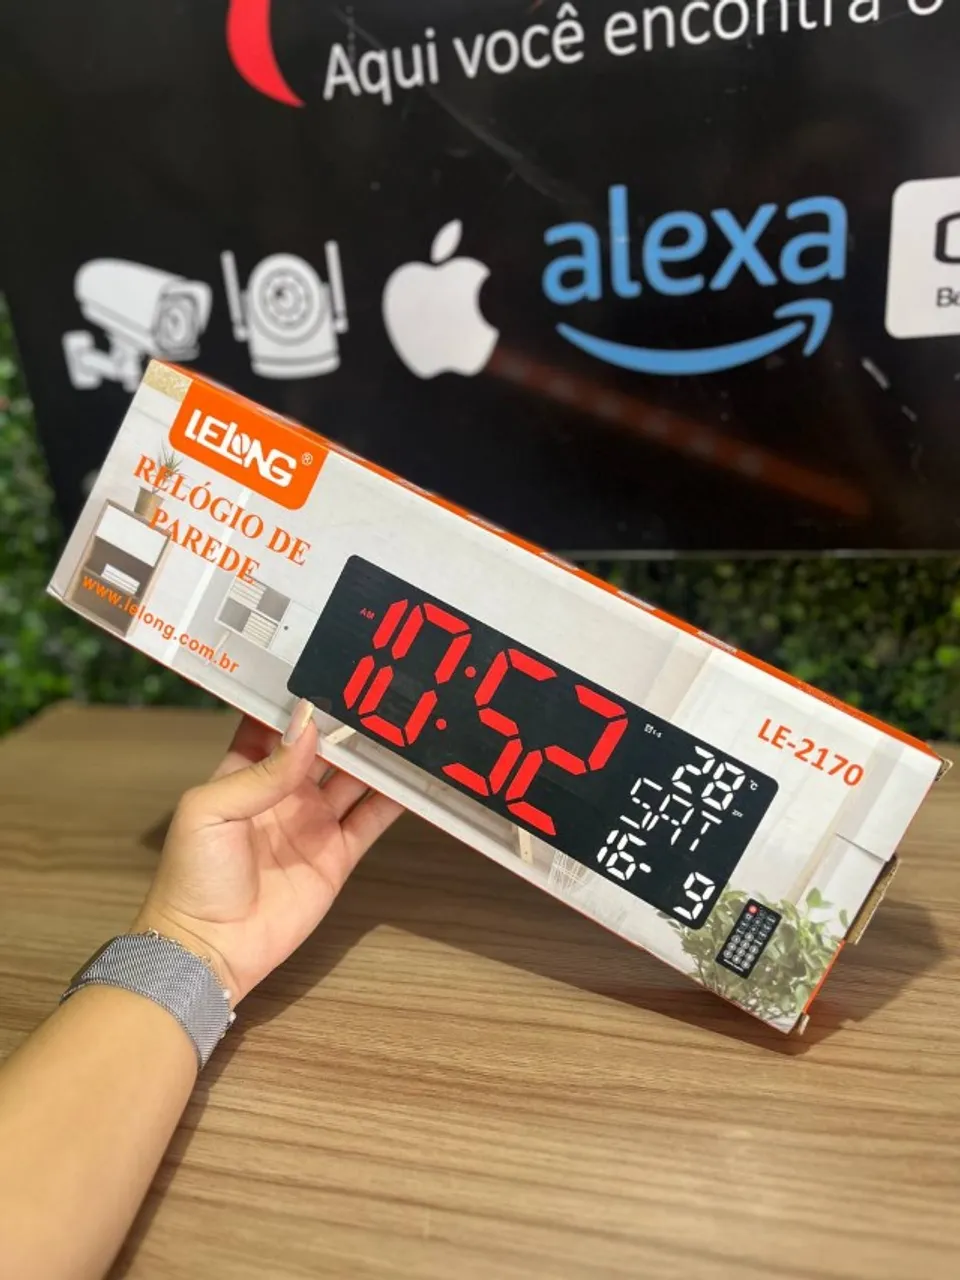 Aqui você encontra o
alexa
Be
LELONG®
RELÓGIO DE
PAREDE
www.lelong.com.br
AM
10:52
28°C
SAT
16-9
LE-2170